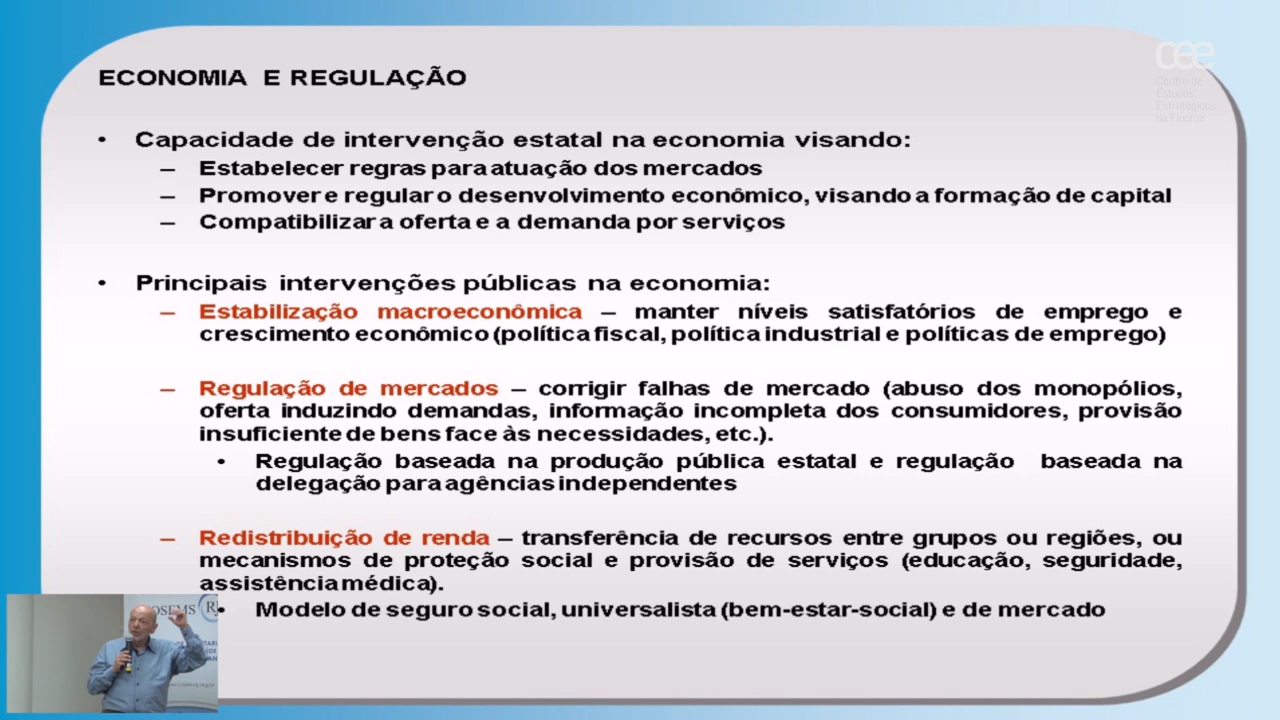 cee
Centro de
Estudos
Estratégicos
da Fiocruz
ECONOMIA E REGULAÇÃO
• Capacidade de intervenção estatal na economia visando:
– Estabelecer regras para atuação dos mercados
– Promover e regular o desenvolvimento econômico, visando a formação de capital
– Compatibilizar a oferta e a demanda por serviços
• Principais intervenções públicas na economia:
– Estabilização macroeconômica – manter níveis satisfatórios de emprego e
crescimento econômico (política fiscal, política industrial e políticas de emprego)
– Regulação de mercados – corrigir falhas de mercado (abuso dos monopólios,
oferta induzindo demandas, informação incompleta dos consumidores, provisão
insuficiente de bens face às necessidades, etc.).
• Regulação baseada na produção pública estatal e regulação baseada na
delegação para agências independentes
– Redistribuição de renda – transferência de recursos entre grupos ou regiões, ou
mecanismos de proteção social e provisão de serviços (educação, seguridade,
assistência médica).
• Modelo de seguro social, universalista (bem-estar-social) e de mercado